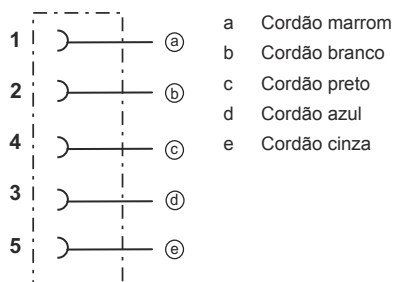 1 a
2 b
4 c
3 d
5 e
a Cordão marrom
b Cordão branco
c Cordão preto
d Cordão azul
e Cordão cinza